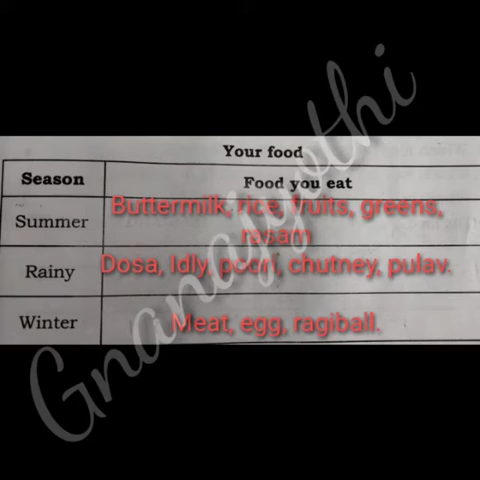 Your food
Season Food you eat
Summer Buttermilk, rice, fruits, greens,
rasam
Rainy Dosa, Idly, poori, chutney, pulav.
Winter Meat, egg, ragiball.
Gnanajyothi